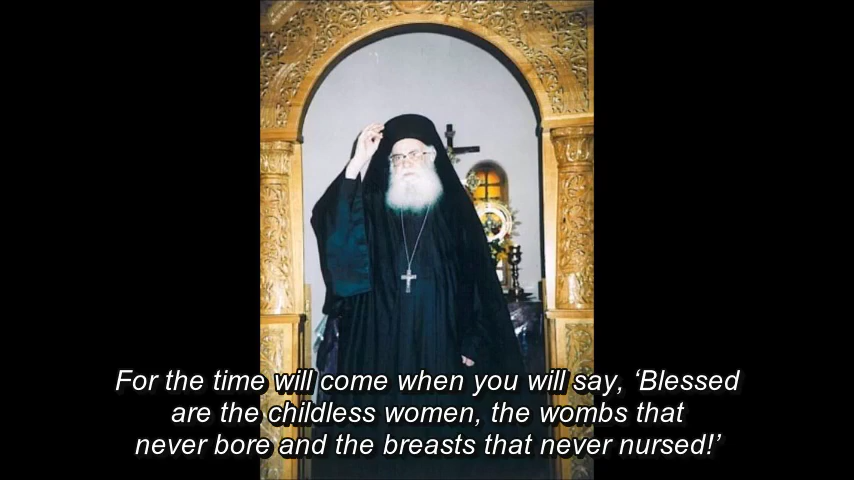 For the time will come when you will say, ‘Blessed
are the childless women, the wombs that
never bore and the breasts that never nursed!’